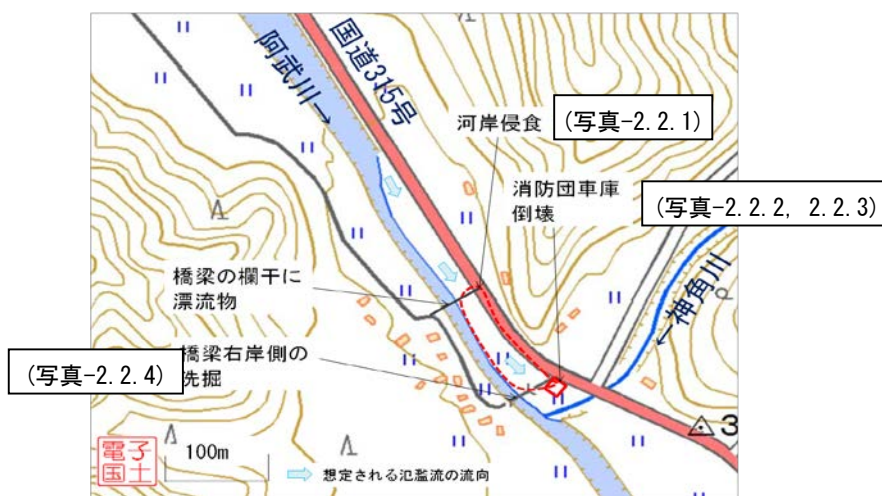 阿武川→
国道315号
河岸侵食
(写真-2.2.1)
消防団車庫
倒壊
(写真-2.2.2, 2.2.3)
←神角川
橋梁の欄干に
漂流物
橋梁右岸側の
洗掘
(写真-2.2.4)
3
電子
国土
100m
想定される氾濫流の流向